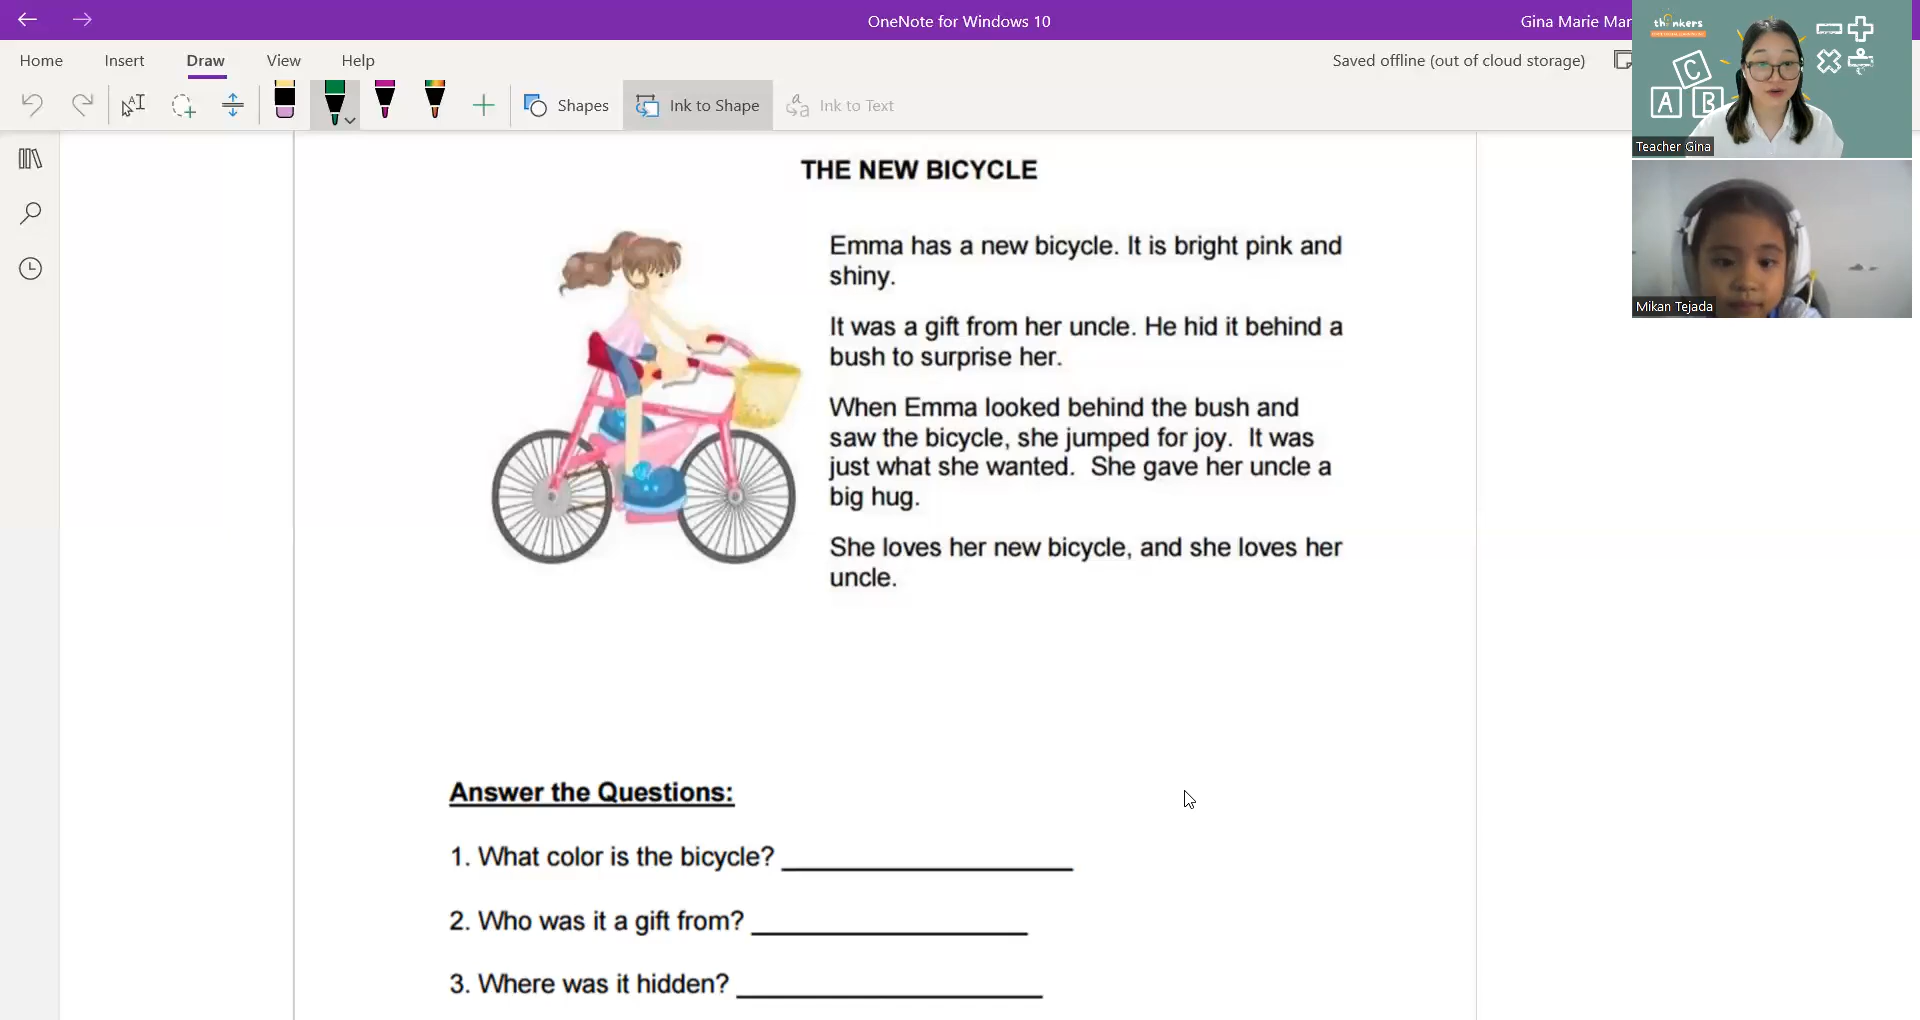 OneNote for Windows 10
Gina Marie Mar
Home Insert Draw View Help
Saved offline (out of cloud storage)
Shapes Ink to Shape Ink to Text
thinkers
C
A B
Teacher Gina
Mikan Tejada
THE NEW BICYCLE
Emma has a new bicycle. It is bright pink and
shiny.
It was a gift from her uncle. He hid it behind a
bush to surprise her.
When Emma looked behind the bush and
saw the bicycle, she jumped for joy.  It was
just what she wanted.  She gave her uncle a
big hug.
She loves her new bicycle, and she loves her
uncle.
Answer the Questions:
1. What color is the bicycle? ____________________
2. Who was it a gift from? ___________________
3. Where was it hidden? _____________________